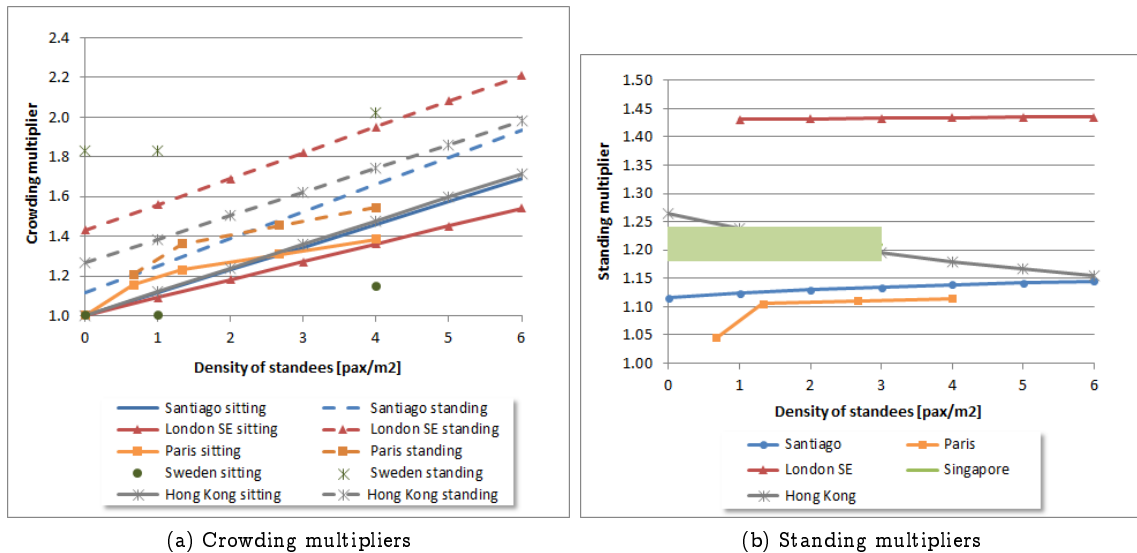 2.4
2.2
2.0
1.8
1.6
1.4
1.2
1.0
Crowding multiplier
0 1 2 3 4 5 6
Density of standees [pax/m2]
Santiago sitting Santiago standing
London SE sitting London SE standing
Paris sitting Paris standing
Sweden sitting Sweden standing
Hong Kong sitting Hong Kong standing
(a) Crowding multipliers
1.50
1.45
1.40
1.35
1.30
1.25
1.20
1.15
1.10
1.05
1.00
Standing multiplier
0 1 2 3 4 5 6
Density of standees [pax/m2]
Santiago Paris
London SE Singapore
Hong Kong
(b) Standing multipliers